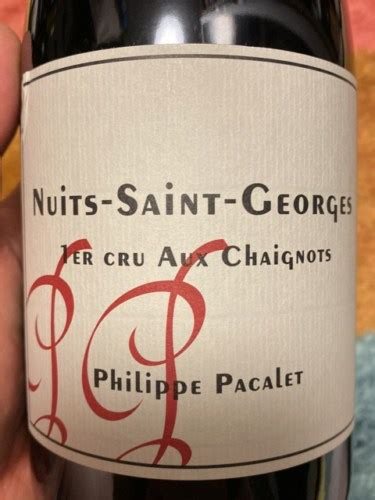 Nuits-Saint-Georges
1er cru Aux Chaignots
Philippe Pacalet